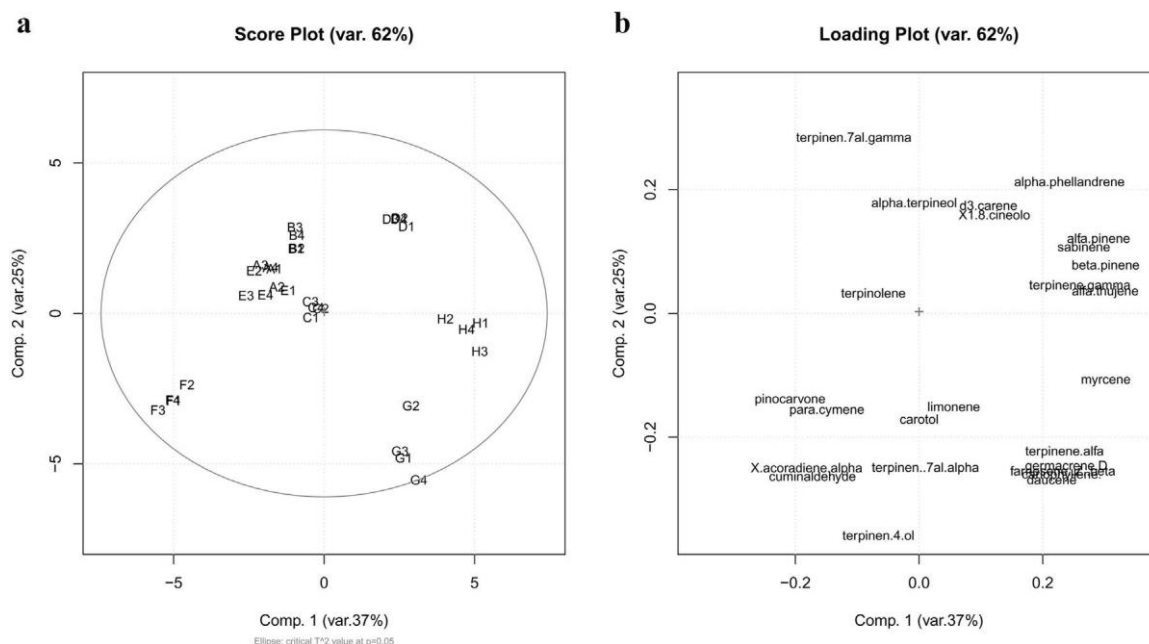 a
Score Plot (var. 62%)
Comp. 2 (var.25%)
5
0
−5
B3
B4
B2
D1
A1
E2
A2
E3
E4
E1
C3
C1
H2
H1
H4
H3
F2
F4
F3
G2
G3
G1
G4
−5
0
5
Comp. 1 (var.37%)
Ellipse: critical T^2 value at p=0.05
b
Loading Plot (var. 62%)
Comp. 2 (var.25%)
0.2
0.0
−0.2
terpinen.7al.gamma
alpha.phellandrene
alpha.terpineol
d3.carene
X1.8.cineolo
alfa.pinene
sabinene
beta.pinene
terpinene.gamma
alfa.thujene
terpinolene
myrcene
pinocarvone
para.cymene
limonene
carotol
terpinene.alfa
germacrene.D
X.acoradiene.alpha
terpinen..7al.alpha
cuminaldehyde
daucene
terpinen.4.ol
−0.2
0.0
0.2
Comp. 1 (var.37%)